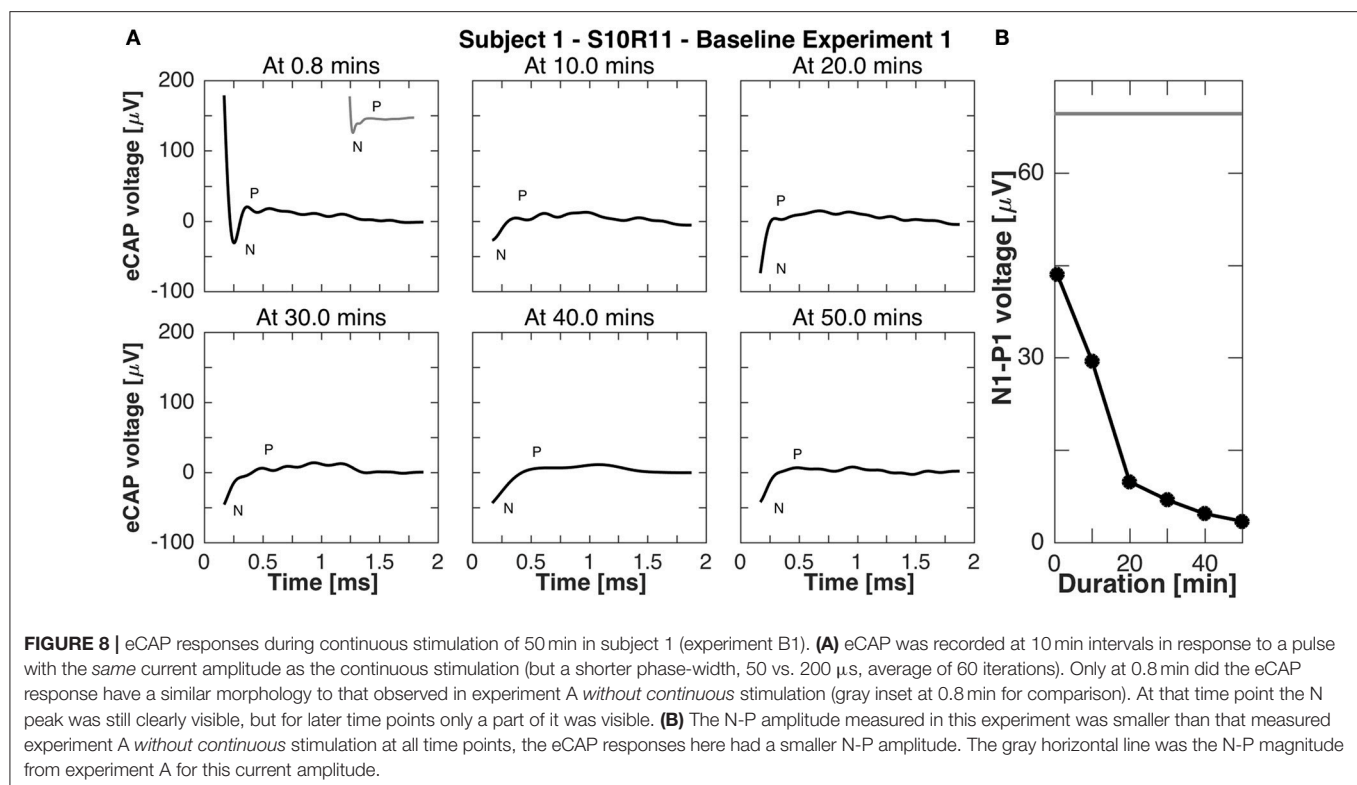 A
Subject 1 - S10R11 - Baseline Experiment 1
B
At 0.8 mins
At 10.0 mins
At 20.0 mins
eCAP voltage [μV]
200
100
0
-100
P
N
P
N
P
N
P
N
At 30.0 mins
At 40.0 mins
At 50.0 mins
eCAP voltage [μV]
200
100
0
-100
P
N
P
N
P
N
0 0.5 1 1.5 2
0 0.5 1 1.5 2
0 0.5 1 1.5 2
Time [ms]
Time [ms]
Time [ms]
N1-P1 voltage [μV]
60
30
0
0 20 40
Duration [min]
FIGURE 8 | eCAP responses during continuous stimulation of 50 min in subject 1 (experiment B1). (A) eCAP was recorded at 10 min intervals in response to a pulse
with the same current amplitude as the continuous stimulation (but a shorter phase-width, 50 vs. 200 μs, average of 60 iterations). Only at 0.8 min did the eCAP
response have a similar morphology to that observed in experiment A without continuous stimulation (gray inset at 0.8 min for comparison). At that time point the N
peak was still clearly visible, but for later time points only a part of it was visible. (B) The N-P amplitude measured in this experiment was smaller than that measured
experiment A without continuous stimulation at all time points, the eCAP responses here had a smaller N-P amplitude. The gray horizontal line was the N-P magnitude
from experiment A for this current amplitude.